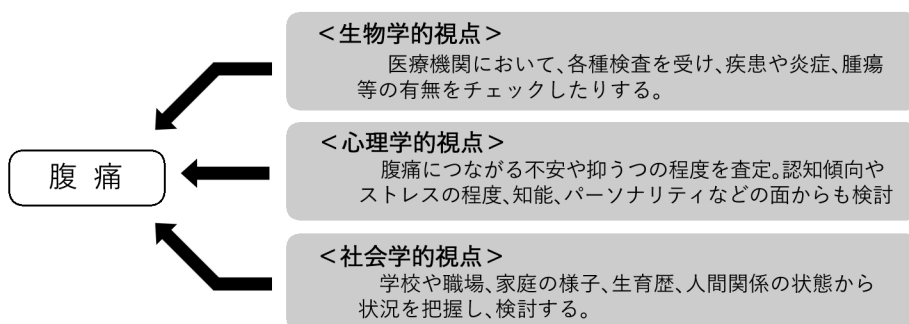 <生物学的視点>
医療機関において、各種検査を受け、疾患や炎症、腫瘍
等の有無をチェックしたりする。
腹 痛
<心理学的視点>
腹痛につながる不安や抑うつの程度を査定。認知傾向や
ストレスの程度、知能、パーソナリティなどの面からも検討
<社会学的視点>
学校や職場、家庭の様子、生育歴、人間関係の状態から
状況を把握し、検討する。